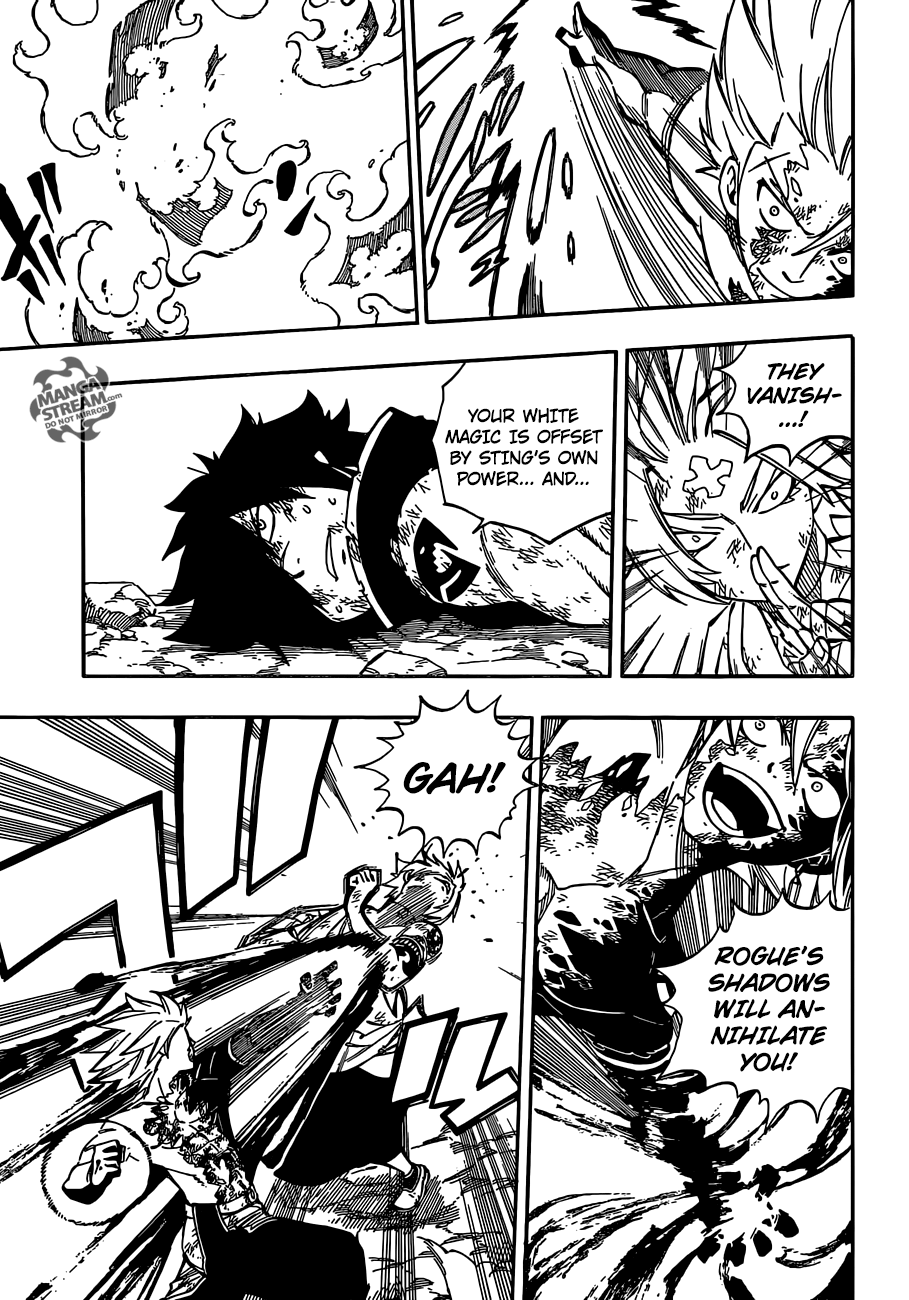 THEY
VANISH-
...!
YOUR WHITE
MAGIC IS OFFSET
BY STING'S OWN
POWER... AND...
MANGA
STREAM.com
DO NOT MIRROR
ROGUE'S
SHADOWS
WILL AN-
NIHILATE
YOU!
GAH!